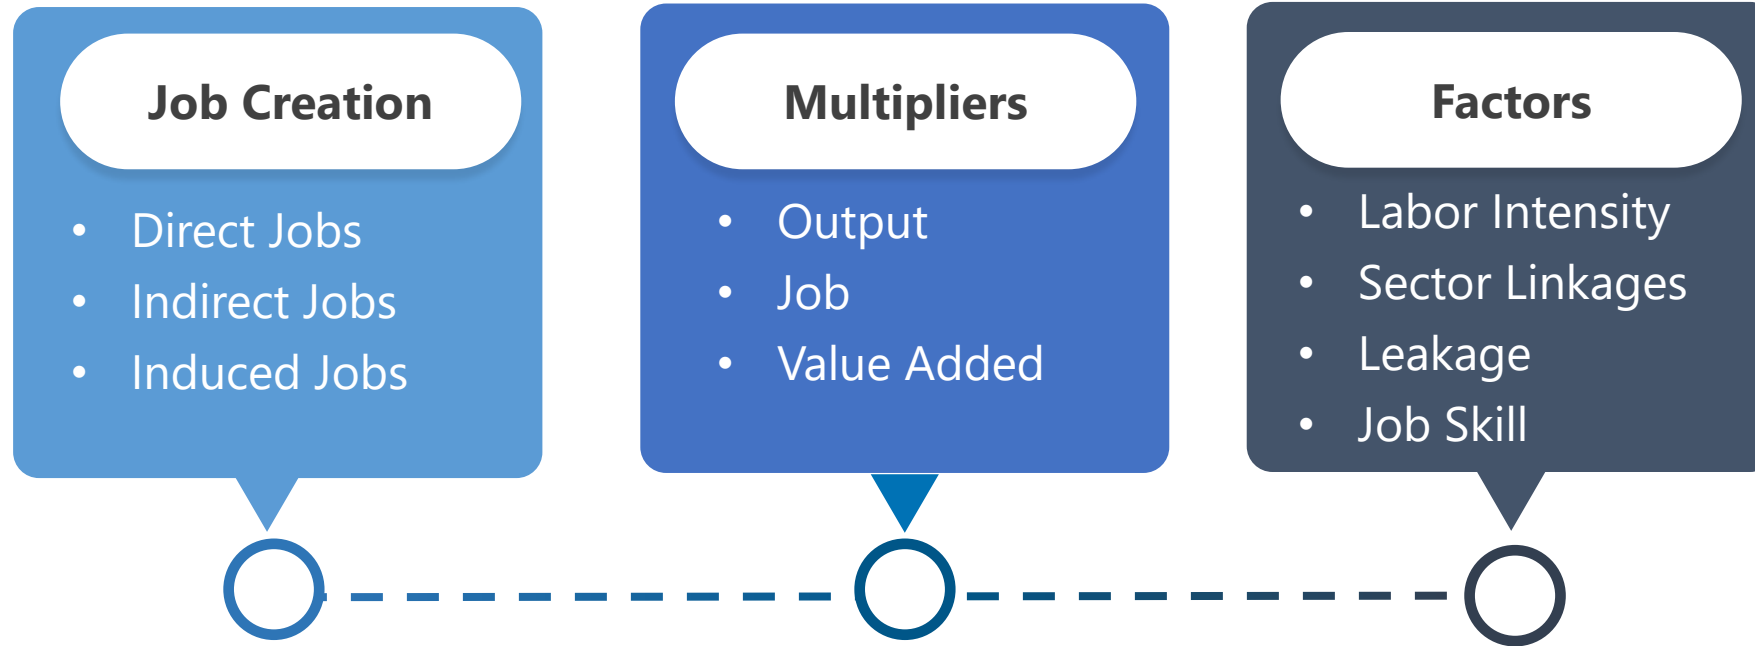 Job Creation
• Direct Jobs
• Indirect Jobs
• Induced Jobs
Multipliers
• Output
• Job
• Value Added
Factors
• Labor Intensity
• Sector Linkages
• Leakage
• Job Skill